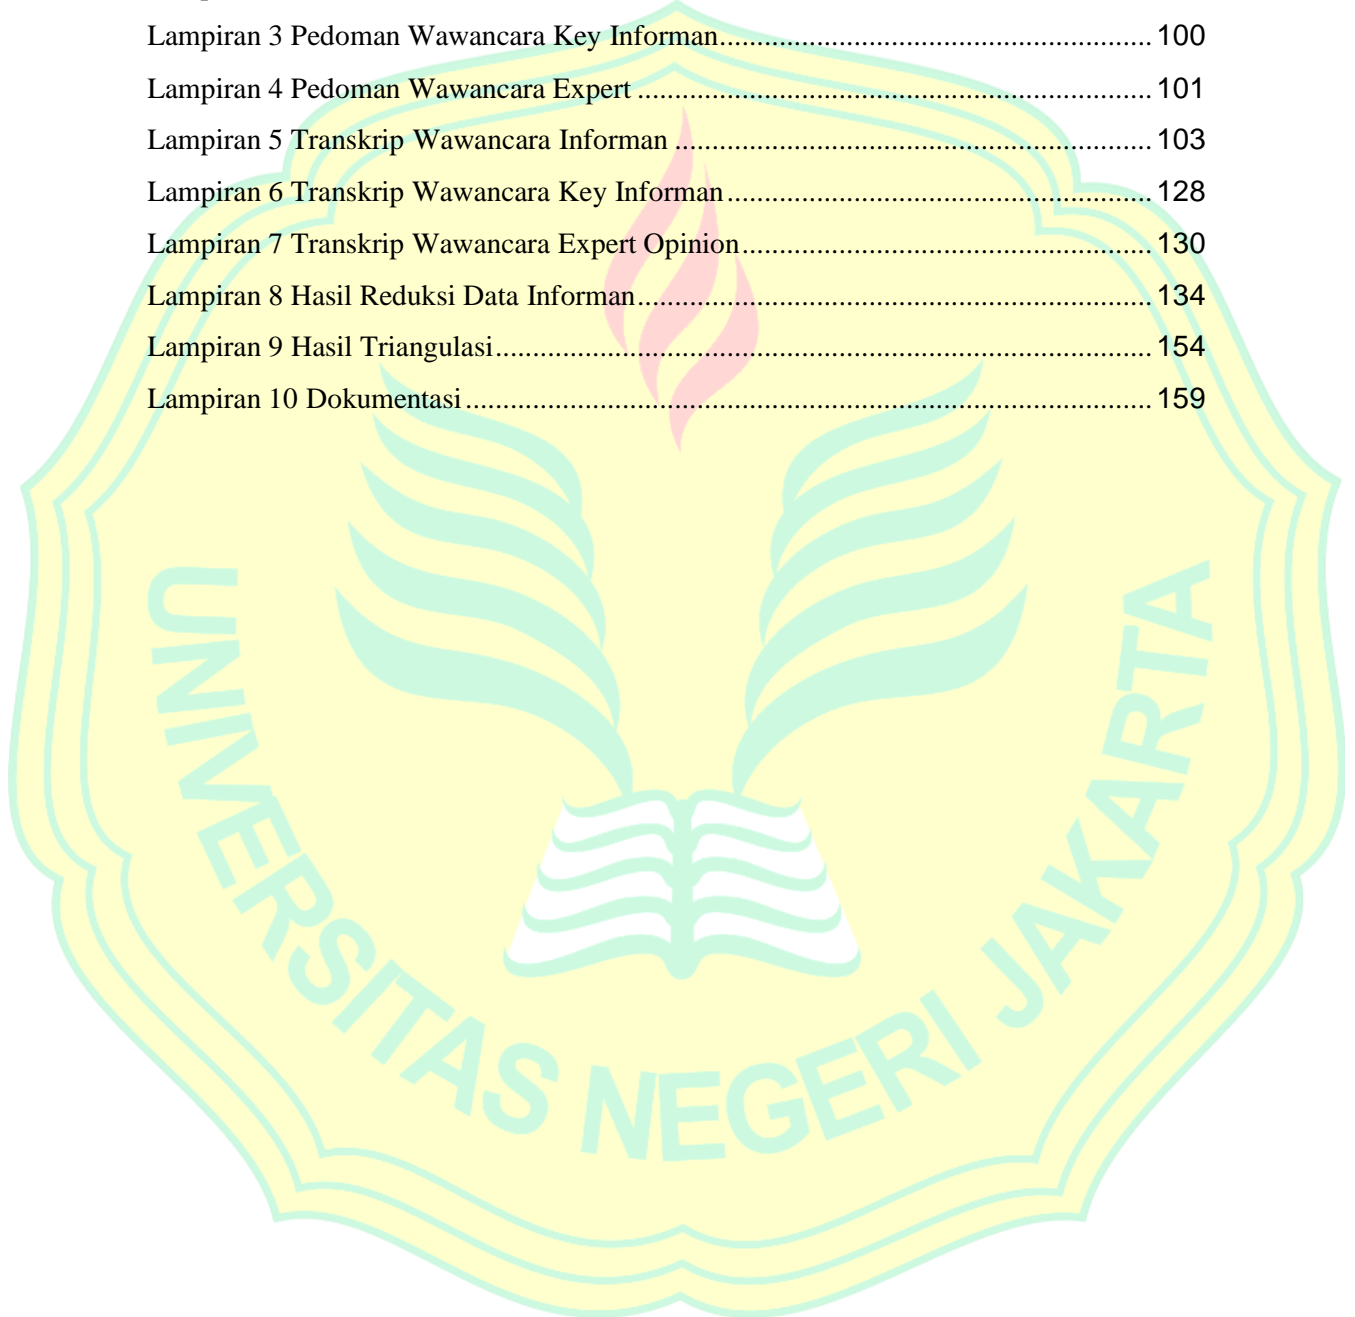 Lampiran 3 Pedoman Wawancara Key Informan.......................................................... 100
Lampiran 4 Pedoman Wawancara Expert ..................................................................... 101
Lampiran 5 Transkrip Wawancara Informan ................................................................ 103
Lampiran 6 Transkrip Wawancara Key Informan......................................................... 128
Lampiran 7 Transkrip Wawancara Expert Opinion....................................................... 130
Lampiran 8 Hasil Reduksi Data Informan..................................................................... 134
Lampiran 9 Hasil Triangulasi........................................................................................ 154
Lampiran 10 Dokumentasi............................................................................................ 159
UNIVERSITAS NEGERI JAKARTA